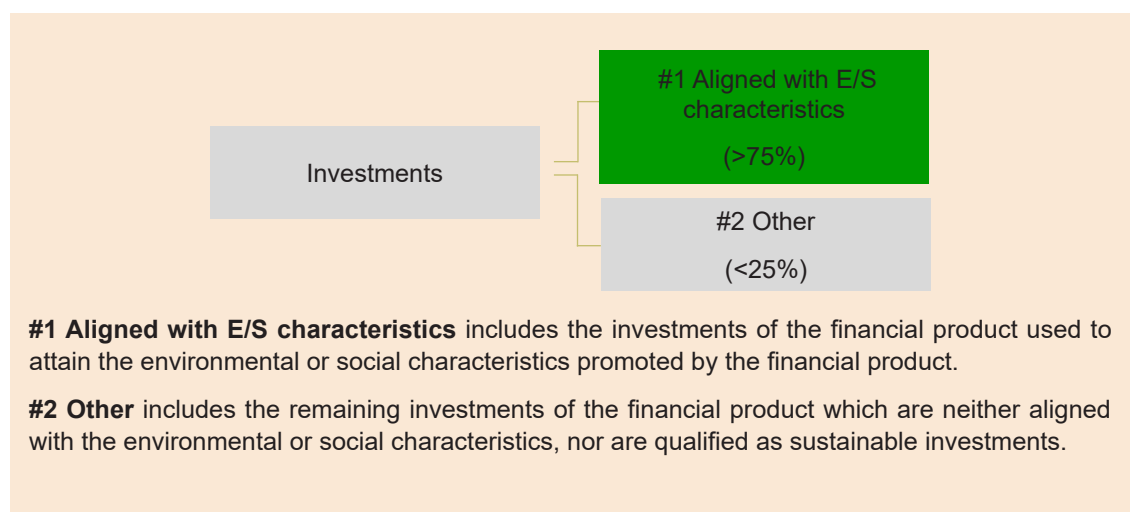 #1 Aligned with E/S
characteristics
(>75%)
Investments
#2 Other
(<25%)
#1 Aligned with E/S characteristics includes the investments of the financial product used to
attain the environmental or social characteristics promoted by the financial product.
#2 Other includes the remaining investments of the financial product which are neither aligned
with the environmental or social characteristics, nor are qualified as sustainable investments.